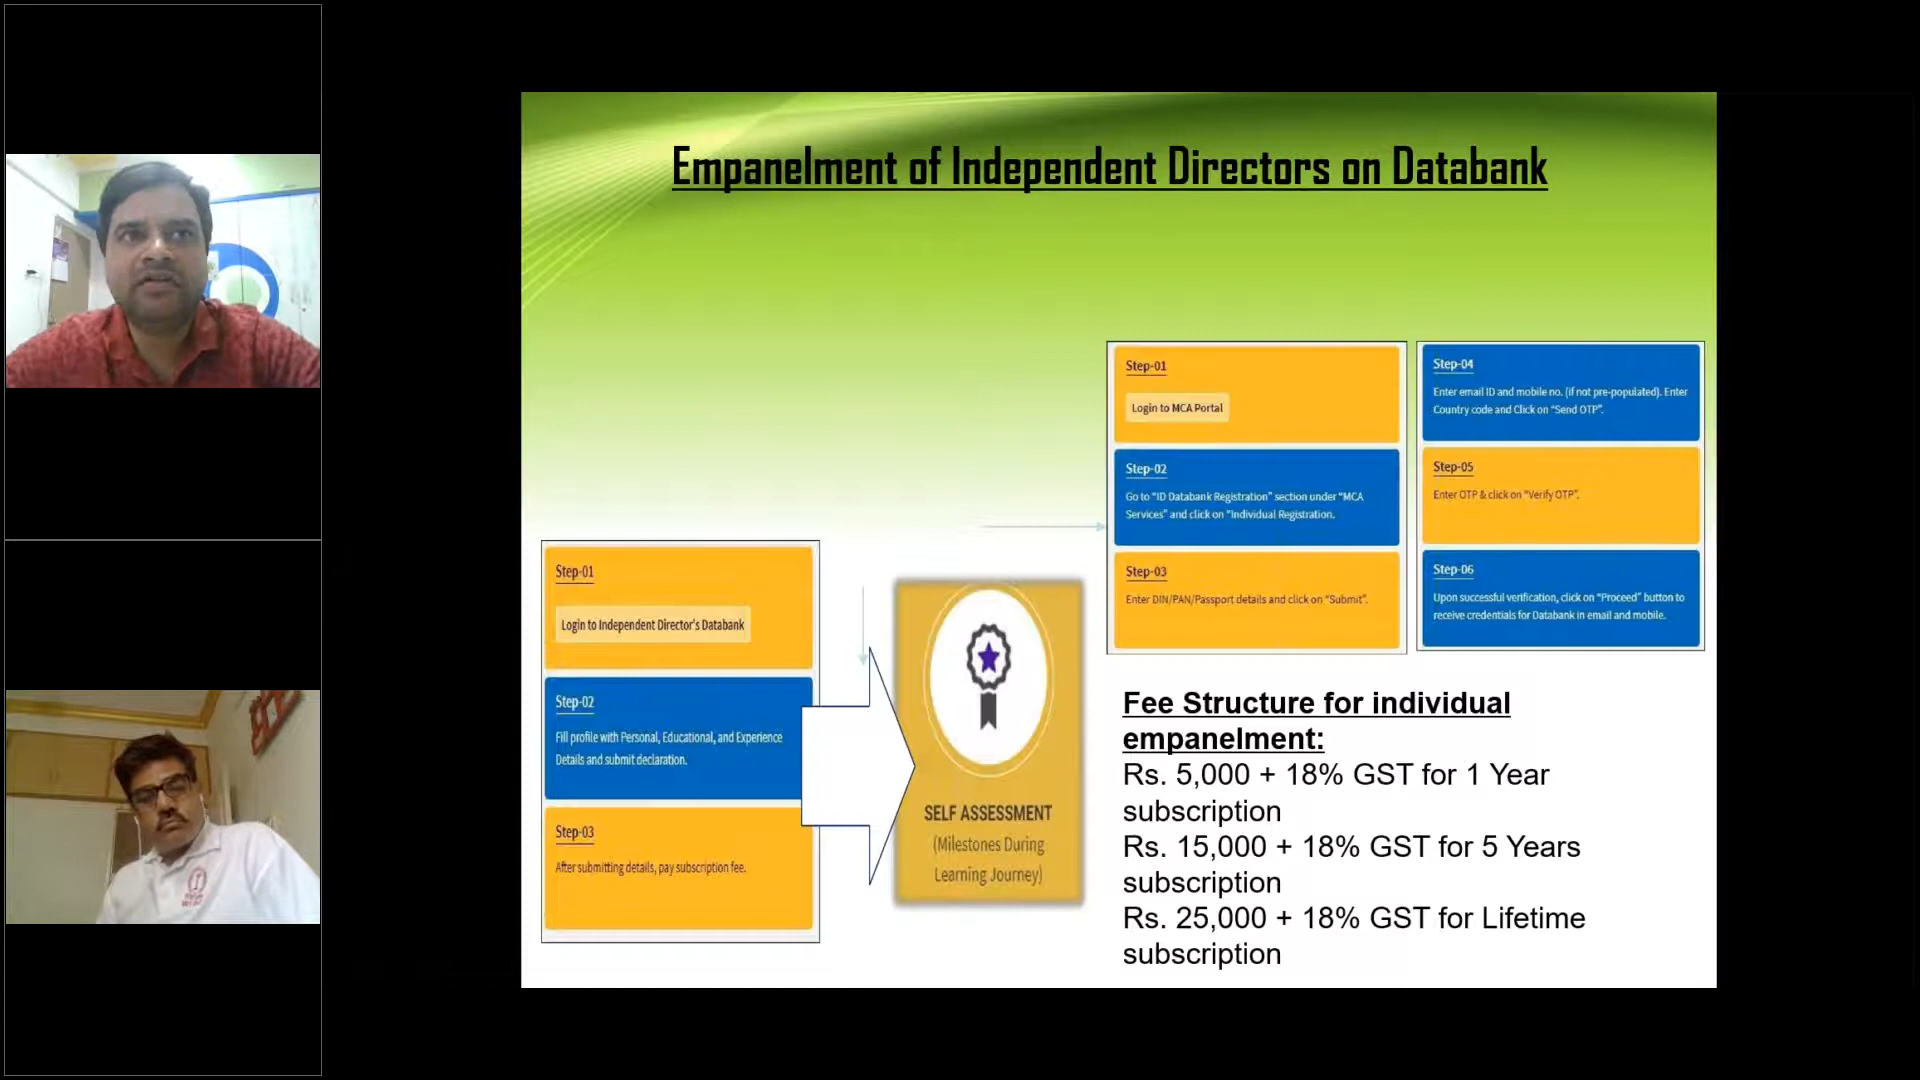 Empanelment of Independent Directors on Databank
Step-01
Login to MCA Portal
Step-02
Go to “ID Databank Registration” section under “MCA
Services” and click on “Individual Registration.
Step-03
Enter DIN/PAN/Passport details and click on “Submit”.
Step-04
Enter email ID and mobile no. (if not pre-populated). Enter
Country code and Click on “Send OTP”.
Step-05
Enter OTP & click on “Verify OTP”.
Step-06
Upon successful verification, click on “Proceed” button to
receive credentials for Databank in email and mobile.
Step-01
Login to Independent Director's Databank
Step-02
Fill profile with Personal, Educational, and Experience
Details and submit declaration.
Step-03
After submitting details, pay subscription fee.
SELF ASSESSMENT
(Milestones During
Learning Journey)
Fee Structure for individual
empanelment:
Rs. 5,000 + 18% GST for 1 Year
subscription
Rs. 15,000 + 18% GST for 5 Years
subscription
Rs. 25,000 + 18% GST for Lifetime
subscription